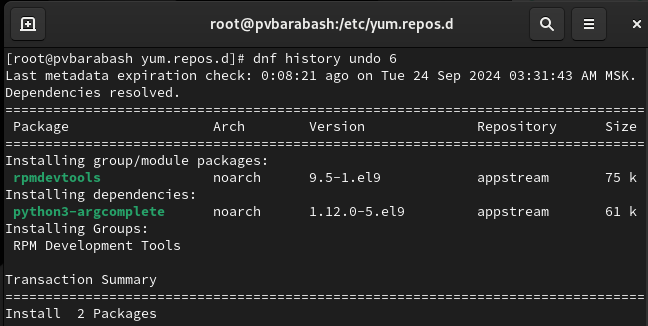 root@pvbarabash:/etc/yum.repos.d
[root@pvbarabash yum.repos.d]# dnf history undo 6
Last metadata expiration check: 0:08:21 ago on Tue 24 Sep 2024 03:31:43 AM MSK.
Dependencies resolved.
================================================================================
Package Arch Version Repository Size
================================================================================
Installing group/module packages:
rpmdevtools noarch 9.5-1.el9 appstream 75 k
Installing dependencies:
python3-argcomplete noarch 1.12.0-5.el9 appstream 61 k
Installing Groups:
RPM Development Tools
Transaction Summary
================================================================================
Install 2 Packages